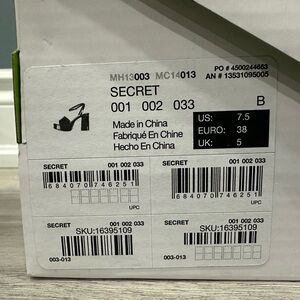 PO # 4500244663
MH13003 MC14013 AN # 13531095005
SECRET
001 002 033 B
Made in China
Fabriqué En Chine
Hecho En China
US: 7.5
EURO: 38
UK: 5
SECRET 001 002 033
684070746251
UPC
SECRET 001 002 033
684070746251
UPC
SECRET 001 002 033
SKU:16395109
003-013
SECRET 001 002 033
SKU:16395109
003-013